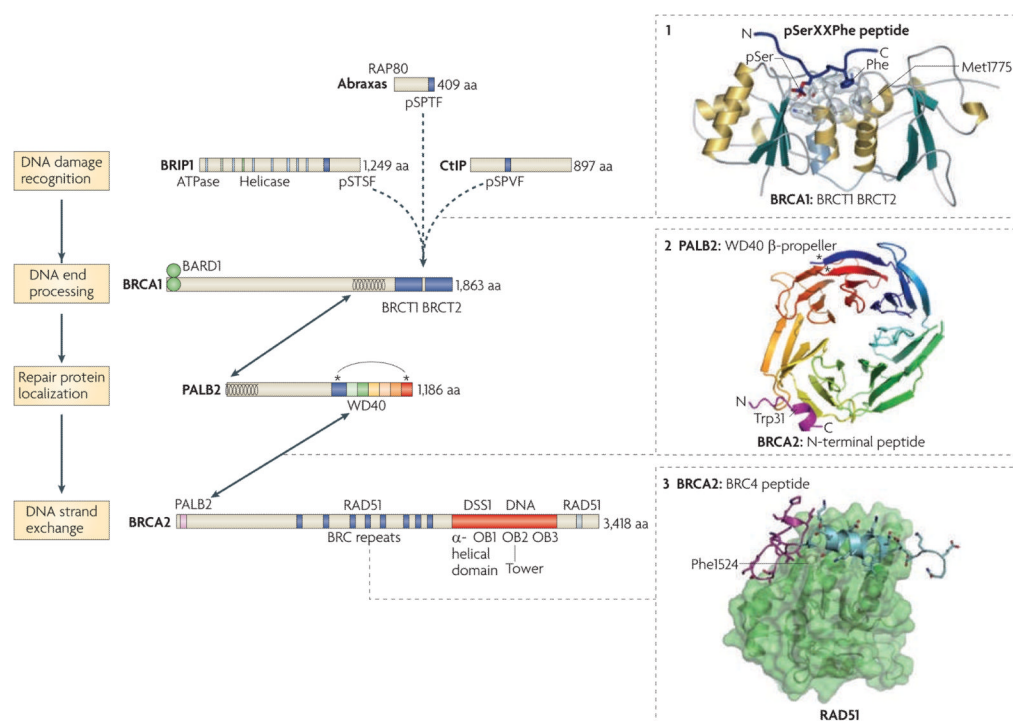 DNA damage
recognition
DNA end
processing
Repair protein
localization
DNA strand
exchange
RAP80
Abraxas
409 aa
pSPTF
BRIP1
1,249 aa
ATPase
Helicase
pSTSF
CtIP
897 aa
pSPVF
BARD1
BRCA1
1,863 aa
BRCT1 BRCT2
PALB2
*
*
1,186 aa
WD40
PALB2
RAD51
DSS1
DNA
RAD51
BRCA2
3,418 aa
BRC repeats
α-
helical
domain
OB1
OB2 OB3
Tower
1
pSerXXPhe peptide
N
C
pSer
Phe
Met1775
BRCA1: BRCT1 BRCT2
2 PALB2: WD40 β-propeller
*
*
N
Trp31
C
BRCA2: N-terminal peptide
3 BRCA2: BRC4 peptide
Phe1524
RAD51